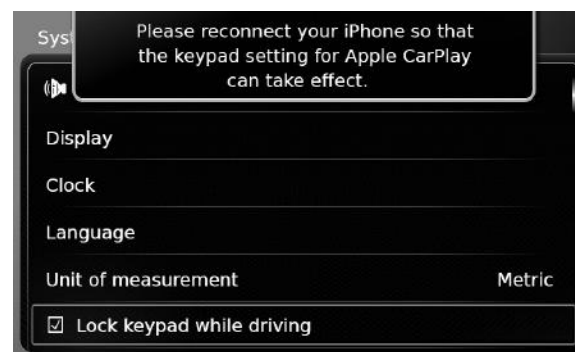 Syst
Please reconnect your iPhone so that
the keypad setting for Apple CarPlay
can take effect.
Display
Clock
Language
Unit of measurement Metric
Lock keypad while driving